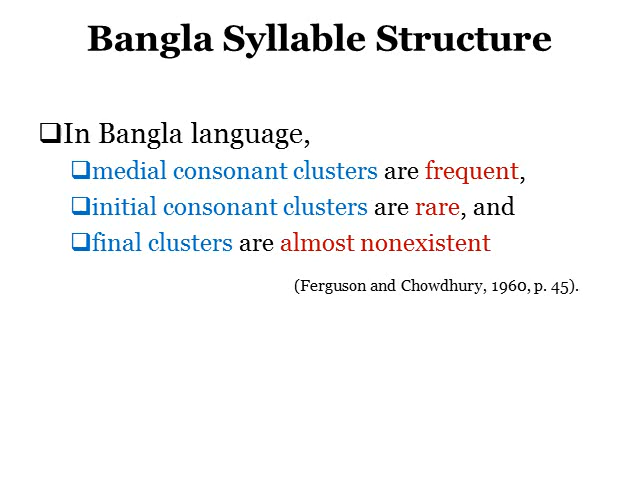 Bangla Syllable Structure
❑In Bangla language,
❑medial consonant clusters are frequent,
❑initial consonant clusters are rare, and
❑final clusters are almost nonexistent
(Ferguson and Chowdhury, 1960, p. 45).